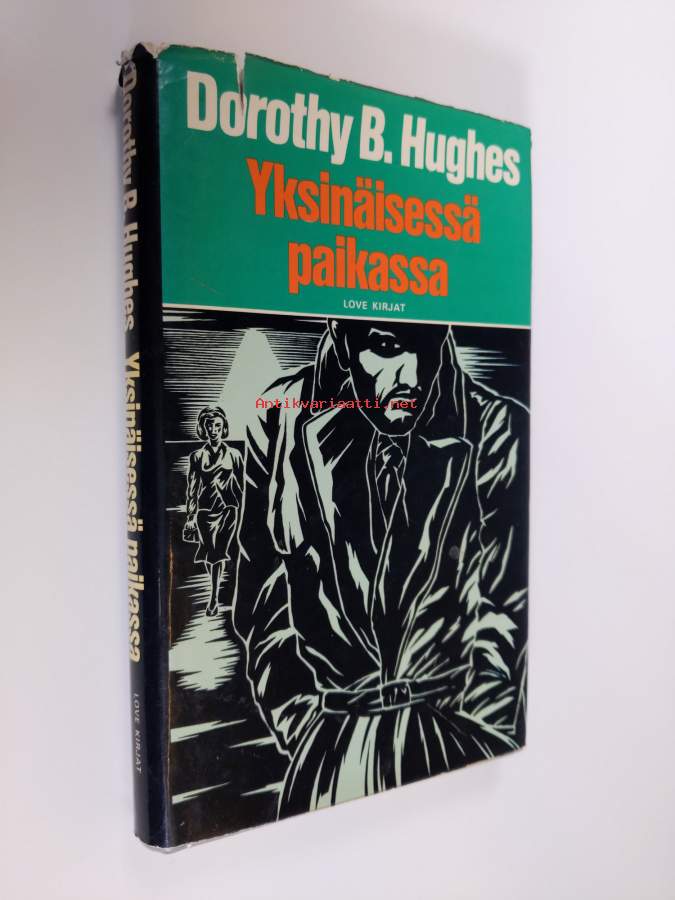 Dorothy B. Hughes
Yksinäisessä
paikassa
LOVE KIRJAT
Antikvariaatti.net
Dorothy B. Hughes Yksinäisessä paikassa
LOVE KIRJAT